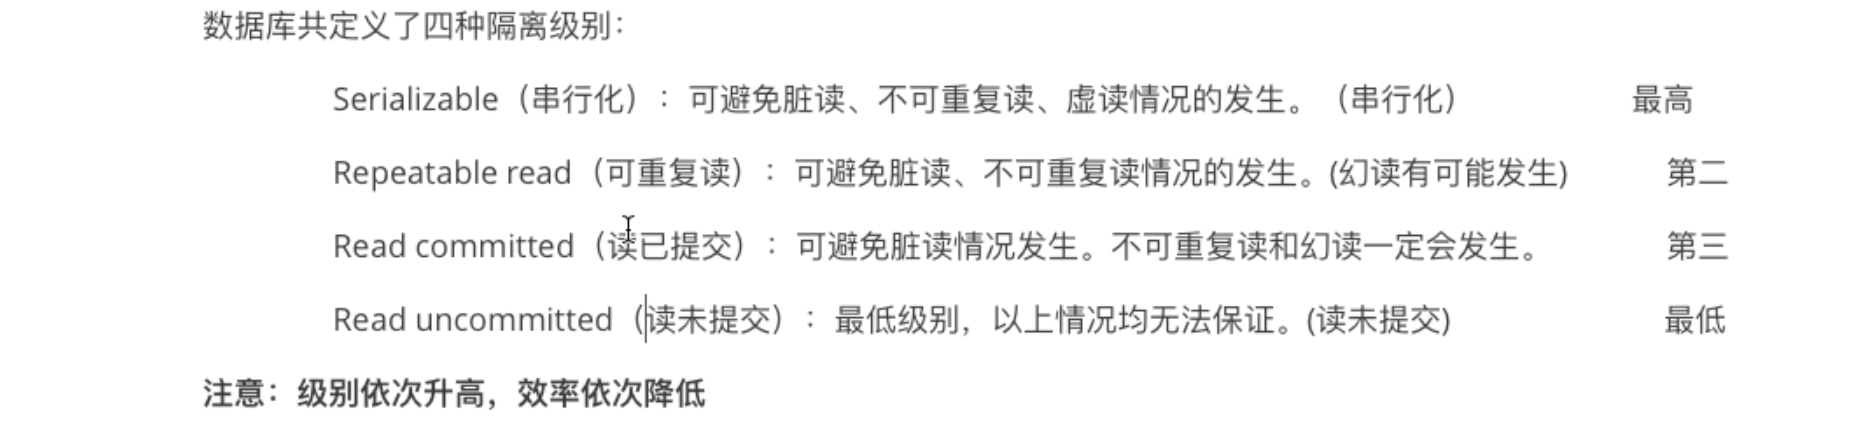 数据库共定义了四种隔离级别：
Serializable（串行化）：可避免脏读、不可重复读、虚读情况的发生。（串行化） 最高
Repeatable read（可重复读）：可避免脏读、不可重复读情况的发生。(幻读有可能发生) 第二
Read committed（读已提交）：可避免脏读情况发生。不可重复读和幻读一定会发生。 第三
Read uncommitted（读未提交）：最低级别，以上情况均无法保证。(读未提交) 最低
注意：级别依次升高，效率依次降低